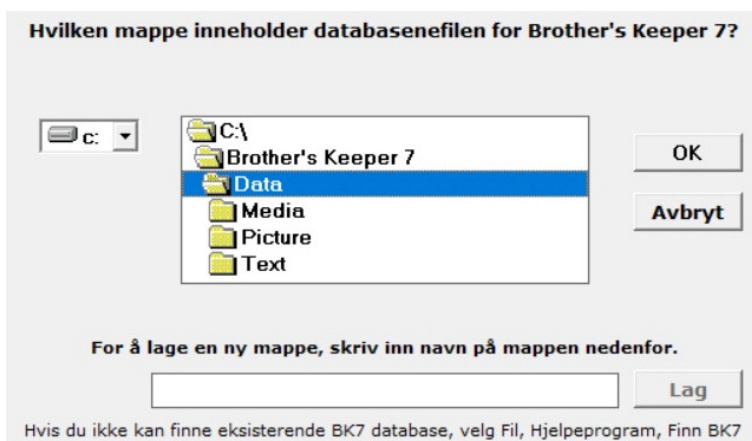 Hvilken mappe inneholder databasenefilen for Brother's Keeper 7?
c:
C:\
Brother's Keeper 7
Data
Media
Picture
Text
OK
Avbryt
For å lage en ny mappe, skriv inn navn på mappen nedenfor.
Lag
Hvis du ikke kan finne eksisterende BK7 database, velg Fil, Hjelpeprogram, Finn BK7